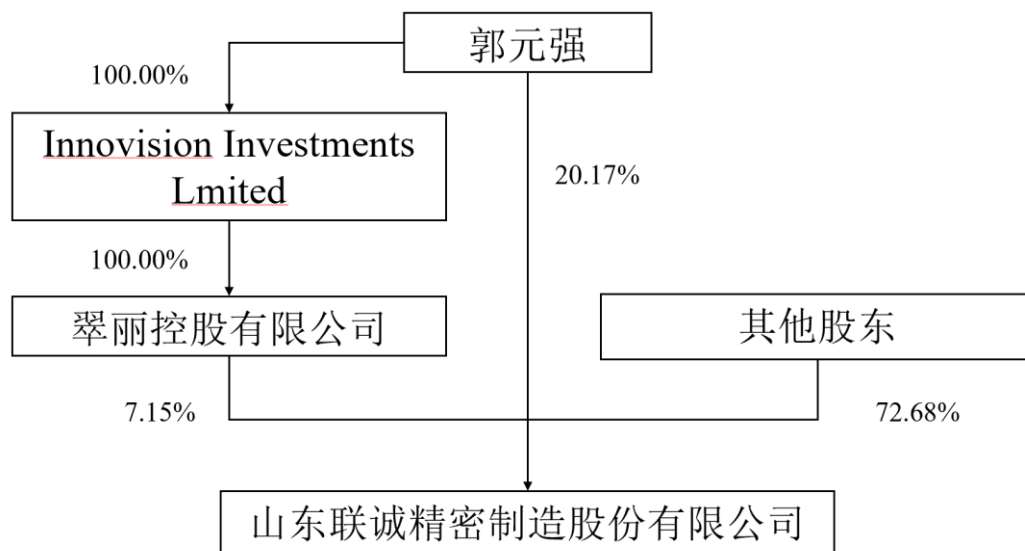 郭元强
100.00%
Innovision Investments
Lmited
20.17%
100.00%
翠丽控股有限公司
其他股东
7.15%
72.68%
山东联诚精密制造股份有限公司